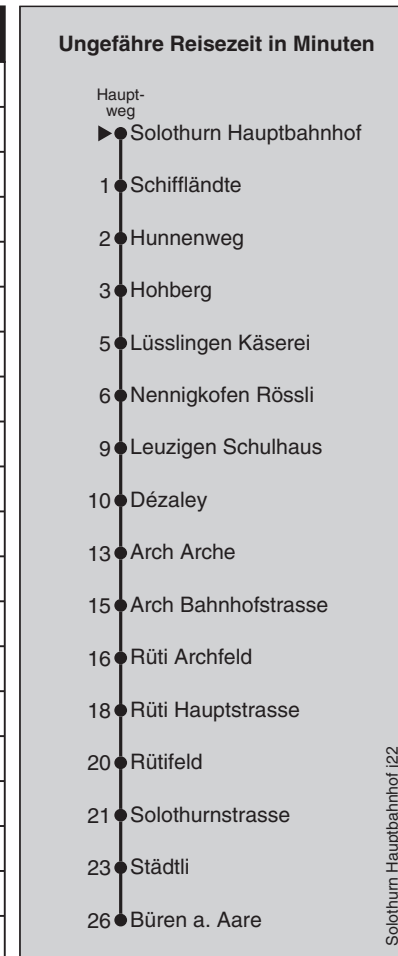 Ungefähre Reisezeit in Minuten
Haupt-
weg
Solothurn Hauptbahnhof
1 Schiffländte
2 Hunnenweg
3 Hohberg
5 Lüsslingen Käserei
6 Nennigkofen Rössli
9 Leuzigen Schulhaus
10 Dézaley
13 Arch Arche
15 Arch Bahnhofstrasse
16 Rüti Archfeld
18 Rüti Hauptstrasse
20 Rütifeld
21 Solothurnstrasse
23 Städtli
26 Büren a. Aare
Solothurn Hauptbahnhof i22